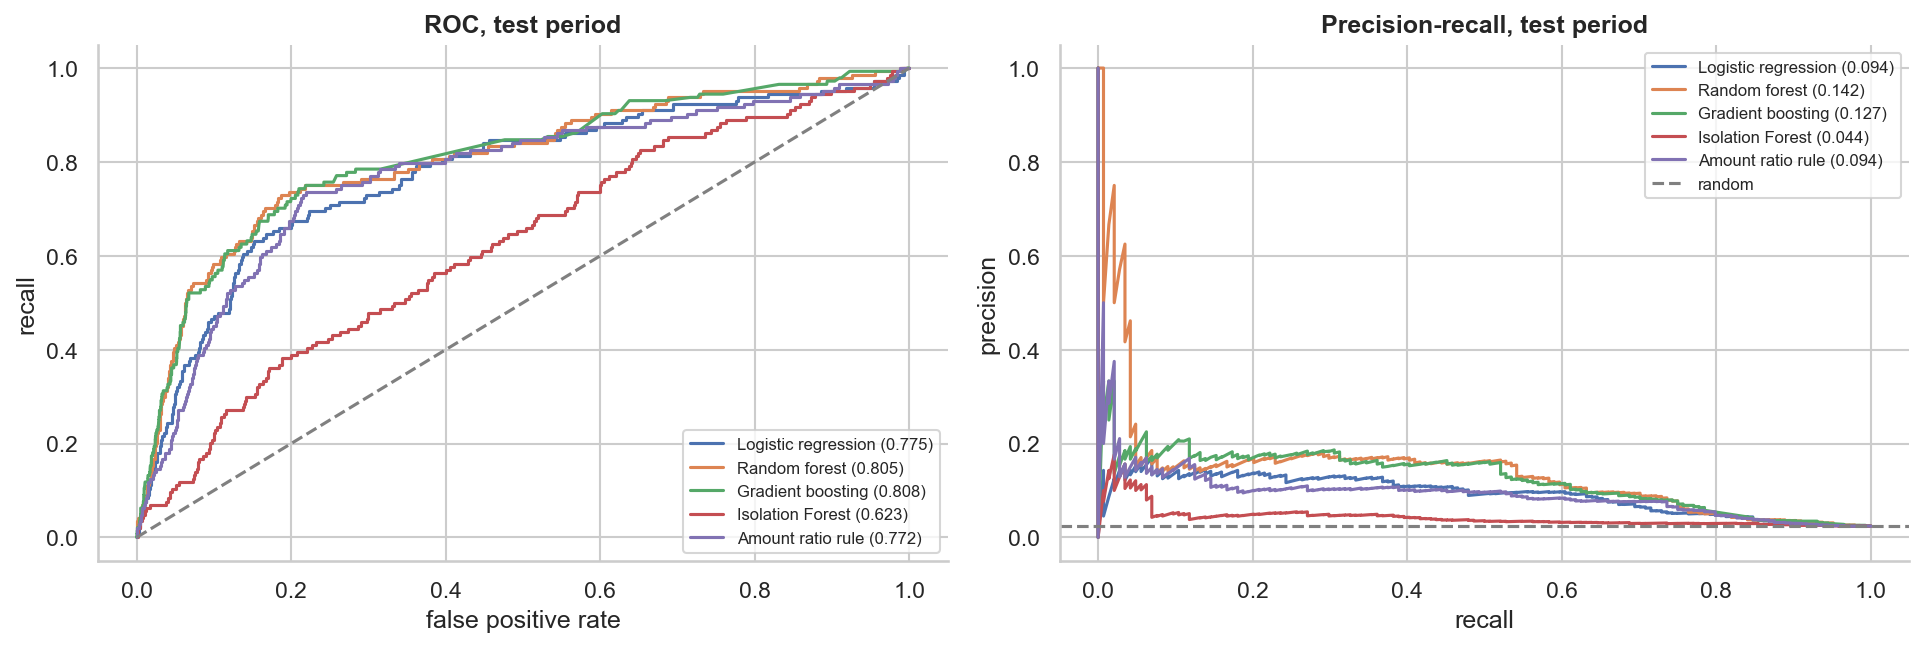 ROC, test period
1.0
0.8
0.6
0.4
0.2
0.0
recall
0.0 0.2 0.4 0.6 0.8 1.0
false positive rate
Logistic regression (0.775)
Random forest (0.805)
Gradient boosting (0.808)
Isolation Forest (0.623)
Amount ratio rule (0.772)
Precision-recall, test period
1.0
0.8
0.6
0.4
0.2
0.0
precision
0.0 0.2 0.4 0.6 0.8 1.0
recall
Logistic regression (0.094)
Random forest (0.142)
Gradient boosting (0.127)
Isolation Forest (0.044)
Amount ratio rule (0.094)
random